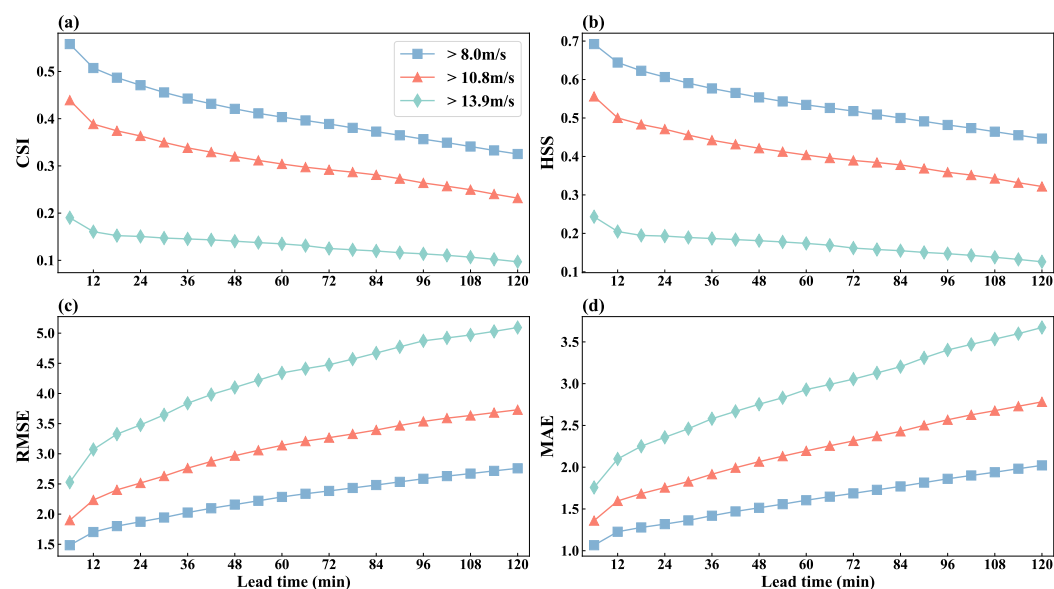 (a)
CSI
0.5
0.4
0.3
0.2
0.1
> 8.0m/s
> 10.8m/s
> 13.9m/s
12 24 36 48 60 72 84 96 108 120
(b)
HSS
0.7
0.6
0.5
0.4
0.3
0.2
0.1
12 24 36 48 60 72 84 96 108 120
(c)
RMSE
5.0
4.5
4.0
3.5
3.0
2.5
2.0
1.5
12 24 36 48 60 72 84 96 108 120
Lead time (min)
(d)
MAE
3.5
3.0
2.5
2.0
1.5
1.0
12 24 36 48 60 72 84 96 108 120
Lead time (min)